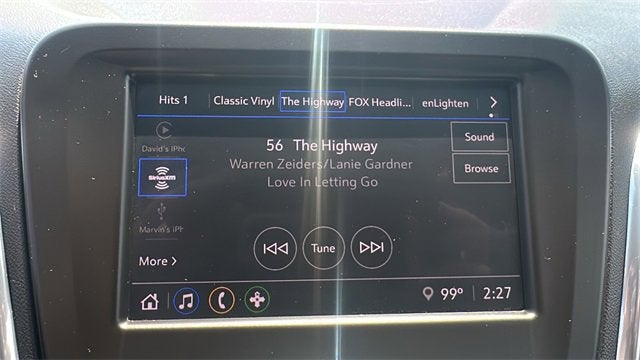 Hits 1 Classic Vinyl The Highway FOX Headli... enLighten
David's iPho
SiriusXM
Marvin's iPh
More
56 The Highway
Warren Zeiders/Lanie Gardner
Love In Letting Go
Sound
Browse
Tune
99° 2:27